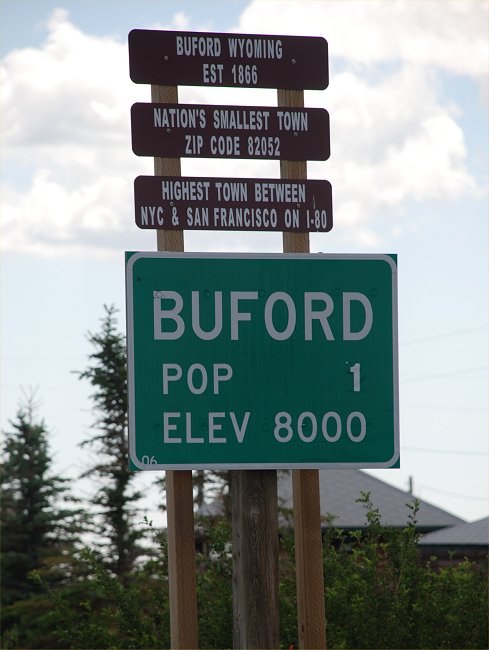 BUFORD WYOMING
EST 1866
NATION'S SMALLEST TOWN
ZIP CODE 82052
HIGHEST TOWN BETWEEN
NYC & SAN FRANCISCO ON I-80
BUFORD
POP 1
ELEV 8000
06